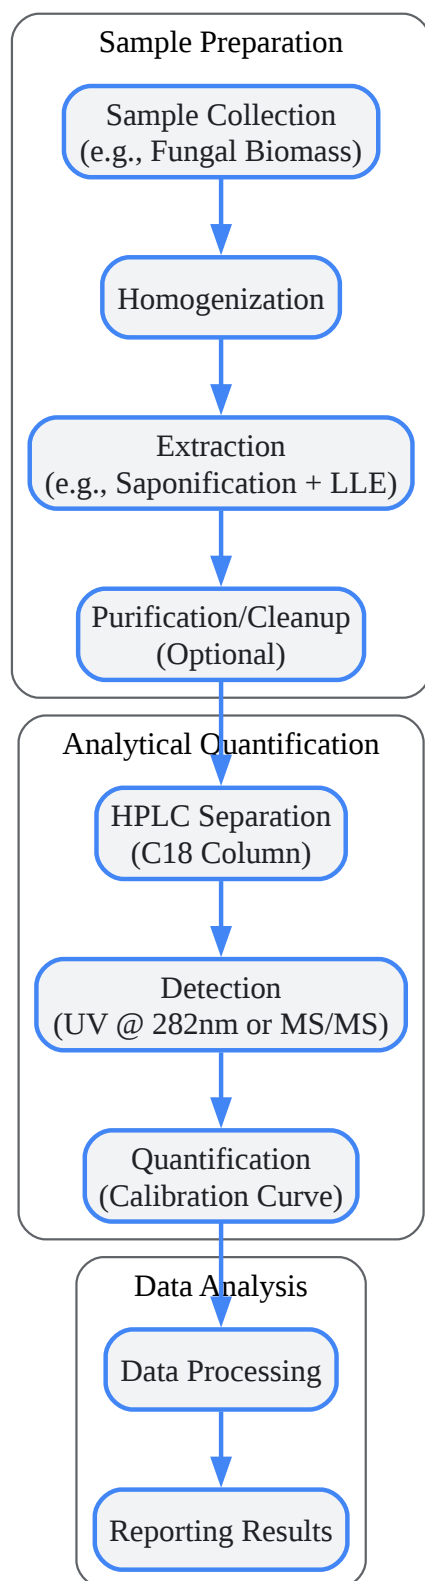 Sample Preparation
Sample Collection
(e.g., Fungal Biomass)
Homogenization
Extraction
(e.g., Saponification + LLE)
Purification/Cleanup
(Optional)
Analytical Quantification
HPLC Separation
(C18 Column)
Detection
(UV @ 282nm or MS/MS)
Quantification
(Calibration Curve)
Data Analysis
Data Processing
Reporting Results